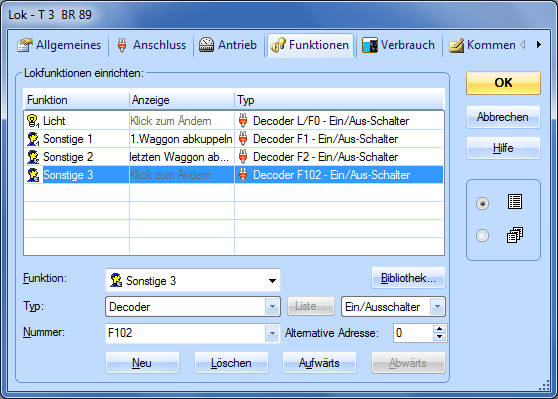 Lok - T 3 BR 89
Allgemeines Anschluss Antrieb Funktionen Verbrauch Kommen
Lokfunktionen einrichten:
Funktion Anzeige Typ
Licht Klick zum Ändern Decoder L/F0 - Ein/Aus-Schalter
Sonstige 1 1.Waggon abkuppeln Decoder F1 - Ein/Aus-Schalter
Sonstige 2 letzten Waggon ab... Decoder F2 - Ein/Aus-Schalter
Sonstige 3 Klick zum Ändern Decoder F102 - Ein/Aus-Schalter
OK
Abbrechen
Hilfe
Funktion: Sonstige 3 Bibliothek...
Typ: Decoder Liste... Ein/Ausschalter
Nummer: F102 Alternative Adresse: 0
Neu Löschen Aufwärts Abwärts